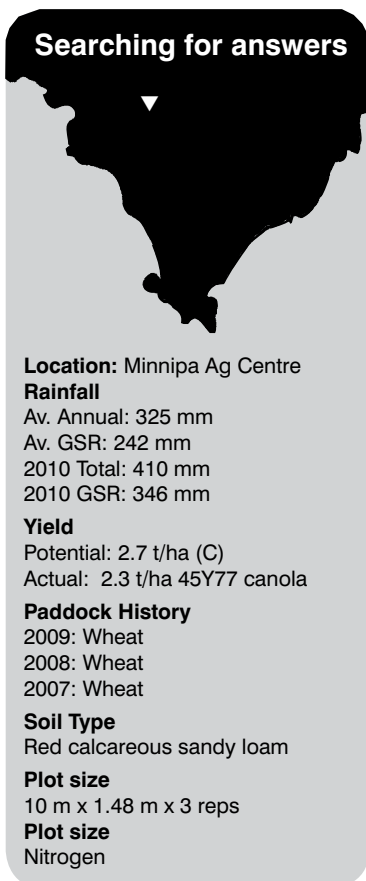 Searching for answers
Location: Minnipa Ag Centre
Rainfall
Av. Annual: 325 mm
Av. GSR: 242 mm
2010 Total: 410 mm
2010 GSR: 346 mm
Yield
Potential: 2.7 t/ha (C)
Actual:  2.3 t/ha 45Y77 canola
Paddock History
2009: Wheat
2008: Wheat
2007: Wheat
Soil Type
Red calcareous sandy loam
Plot size
10 m x 1.48 m x 3 reps
Plot size
Nitrogen